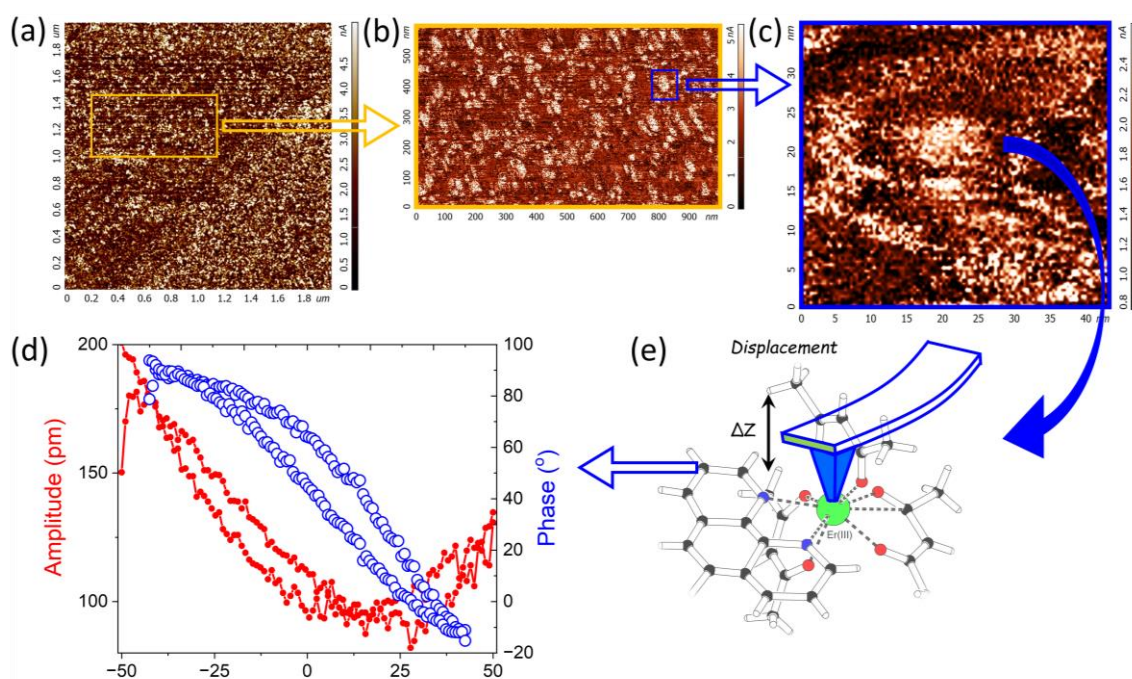 (a)
um
1.8
1.6
1.4
1.2
1.0
0.8
0.6
0.4
0.2
0
0 0.2 0.4 0.6 0.8 1.0 1.2 1.4 1.6 1.8 um
nA
4.5
4.0
3.5
3.0
2.5
2.0
1.5
1.0
0.5
0
(b)
nm
500
400
300
200
100
0
0 100 200 300 400 500 600 700 800 900 nm
nA
5
4
3
2
1
0
(c)
nm
30
25
20
15
10
5
0
0 5 10 15 20 25 30 35 40 nm
nA
2.4
2.2
2.0
1.8
1.6
1.4
1.2
1.0
0.8
(d)
Amplitude (pm)
200
150
100
−50 −25 0 25 50
100
80
60
40
20
0
−20
Phase (°)
(e)
Displacement
ΔZ
Er(III)